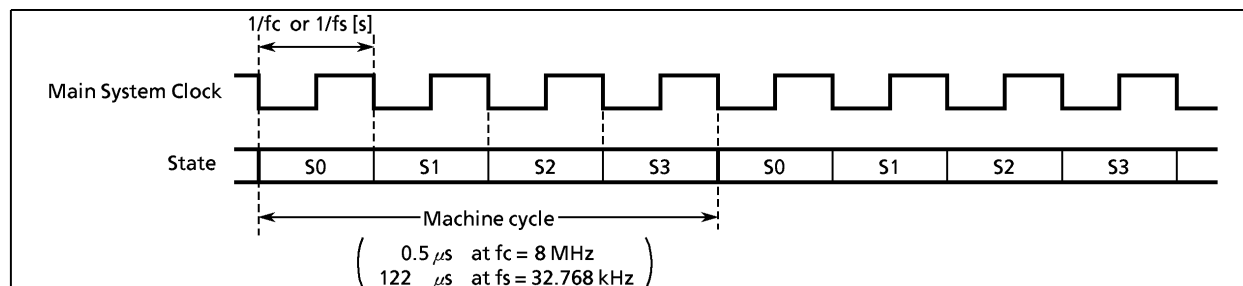 1/fc or 1/fs [s]
Main System Clock
State S0 S1 S2 S3 S0 S1 S2 S3
Machine cycle
0.5 μs at fc = 8 MHz
122 μs at fs = 32.768 kHz